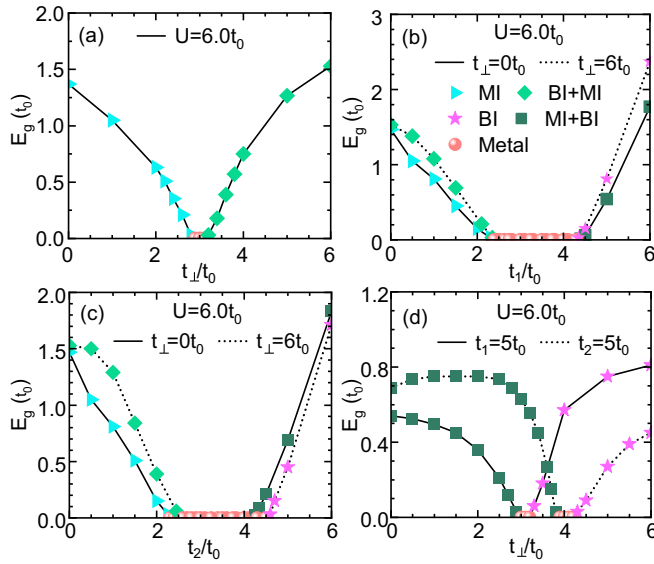 (a) U=6.0t₀
E_g (t₀)
2.0
1.5
1.0
0.5
0.0
0 2 4 6
t⊥/t₀
(b) U=6.0t₀
t⊥=0t₀ t⊥=6t₀
MI BI+MI
BI MI+BI
Metal
E_g (t₀)
3
2
1
0
0 2 4 6
t₁/t₀
(c) U=6.0t₀
t⊥=0t₀ t⊥=6t₀
E_g (t₀)
2.0
1.5
1.0
0.5
0.0
0 2 4 6
t₂/t₀
(d) U=6.0t₀
t₁=5t₀ t₂=5t₀
E_g (t₀)
1.2
0.8
0.4
0.0
0 2 4 6
t⊥/t₀